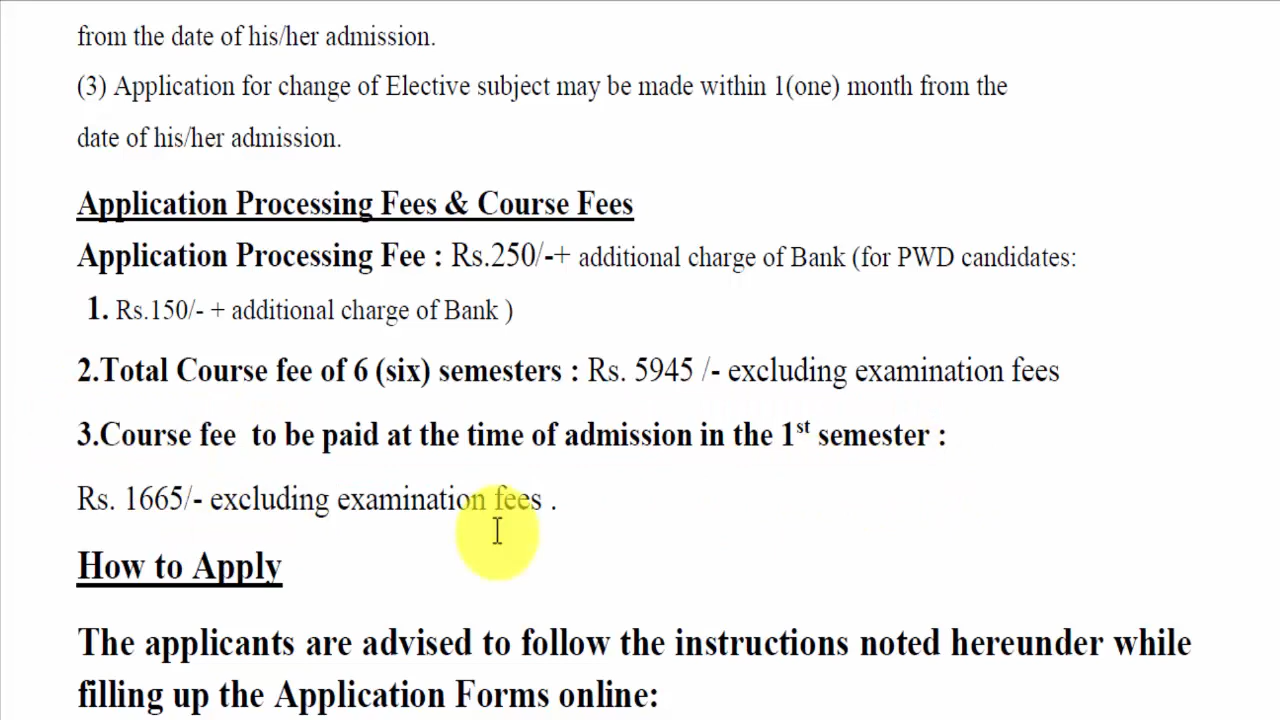 from the date of his/her admission.
(3) Application for change of Elective subject may be made within 1(one) month from the
date of his/her admission.
Application Processing Fees & Course Fees
Application Processing Fee : Rs.250/-+ additional charge of Bank (for PWD candidates:
1. Rs.150/- + additional charge of Bank )
2.Total Course fee of 6 (six) semesters : Rs. 5945 /- excluding examination fees
3.Course fee to be paid at the time of admission in the 1st semester :
Rs. 1665/- excluding examination fees .
How to Apply
The applicants are advised to follow the instructions noted hereunder while
filling up the Application Forms online: